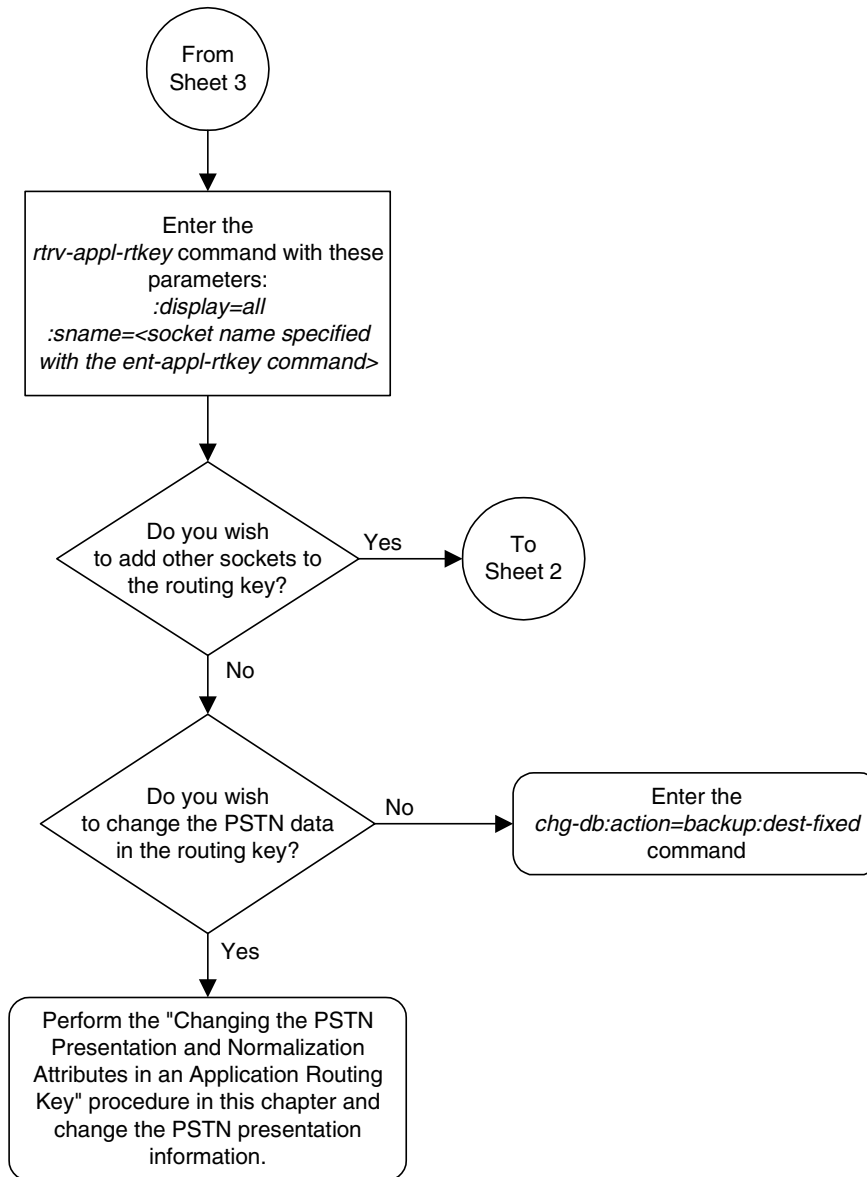 From
Sheet 3
Enter the
rtrv-appl-rtkey command with these
parameters:
:display=all
:sname=<socket name specified
with the ent-appl-rtkey command>
Do you wish
to add other sockets to
the routing key?
Yes
To
Sheet 2
No
Do you wish
to change the PSTN data
in the routing key?
No
Enter the
chg-db:action=backup:dest-fixed
command
Yes
Perform the "Changing the PSTN
Presentation and Normalization
Attributes in an Application Routing
Key" procedure in this chapter and
change the PSTN presentation
information.